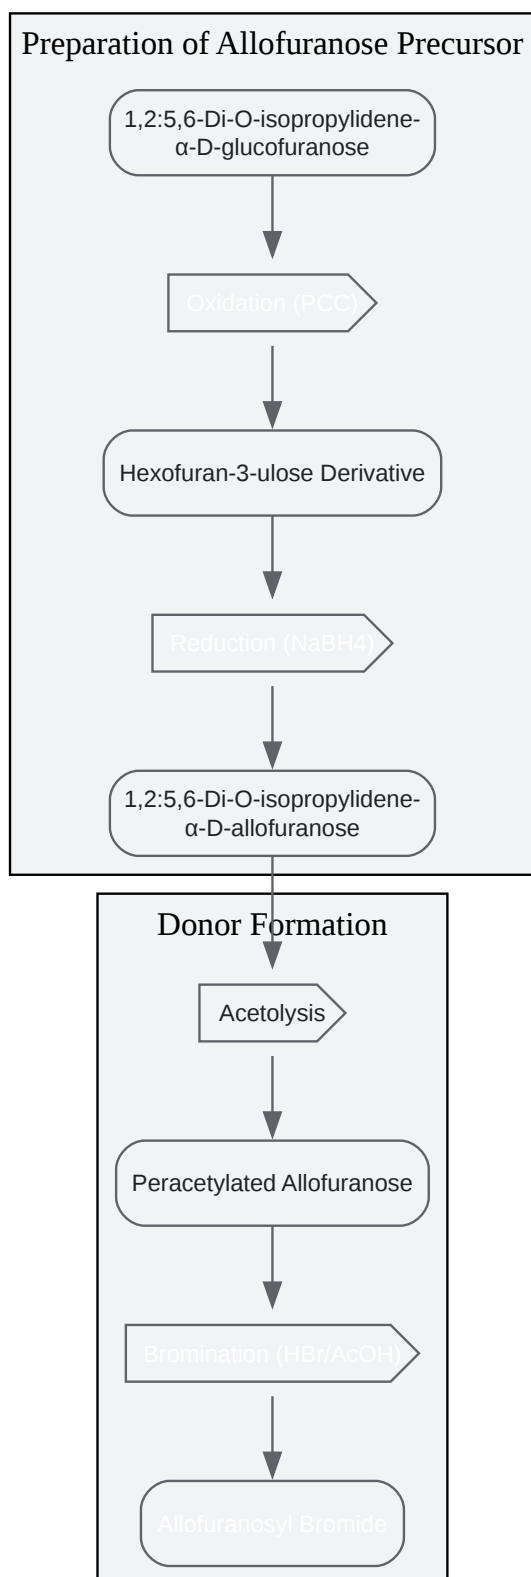 Preparation of Allofuranose Precursor
1,2:5,6-Di-O-isopropylidene-
α-D-glucofuranose
Oxidation (PCC)
Hexofuran-3-ulose Derivative
Reduction (NaBH4)
1,2:5,6-Di-O-isopropylidene-
α-D-allofuranose
Donor Formation
Acetolysis
Peracetylated Allofuranose
Bromination (HBr/AcOH)
Allofuranosyl Bromide